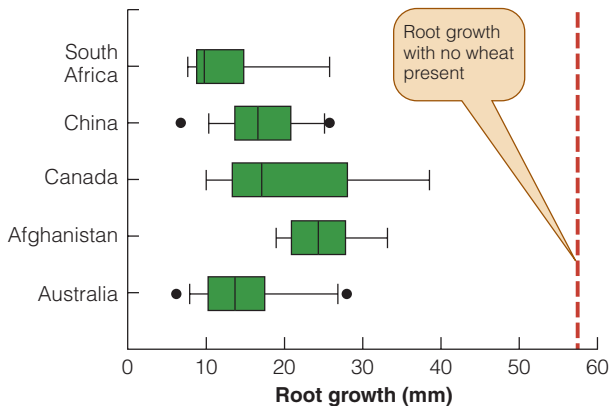 South
Africa
China
Canada
Afghanistan
Australia
Root growth
with no wheat
present
0 10 20 30 40 50 60
Root growth (mm)